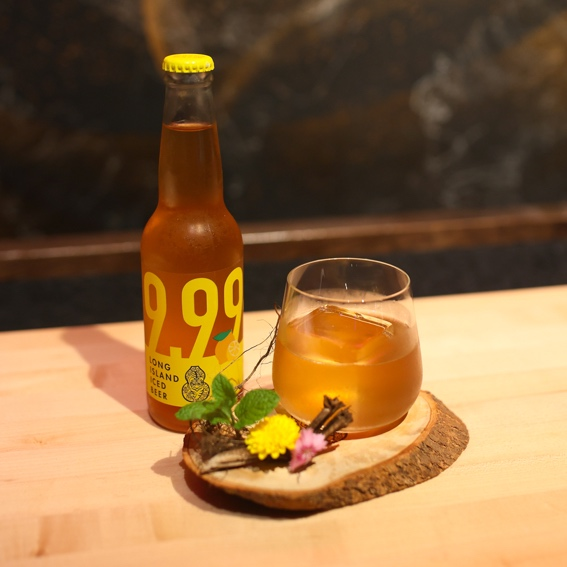 9.99
LONG
ISLAND
ICED
BEER